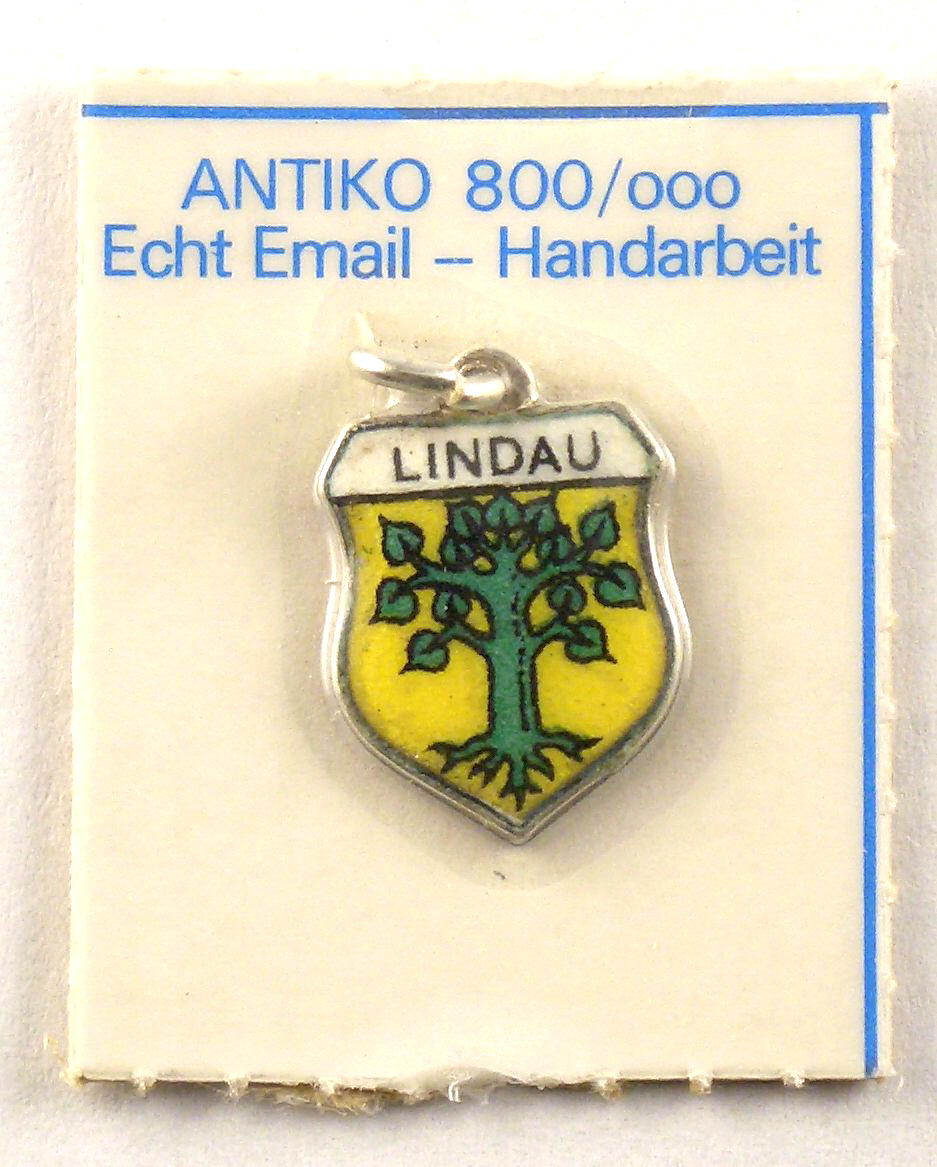 ANTIKO 800/ooo
Echt Email – Handarbeit
LINDAU